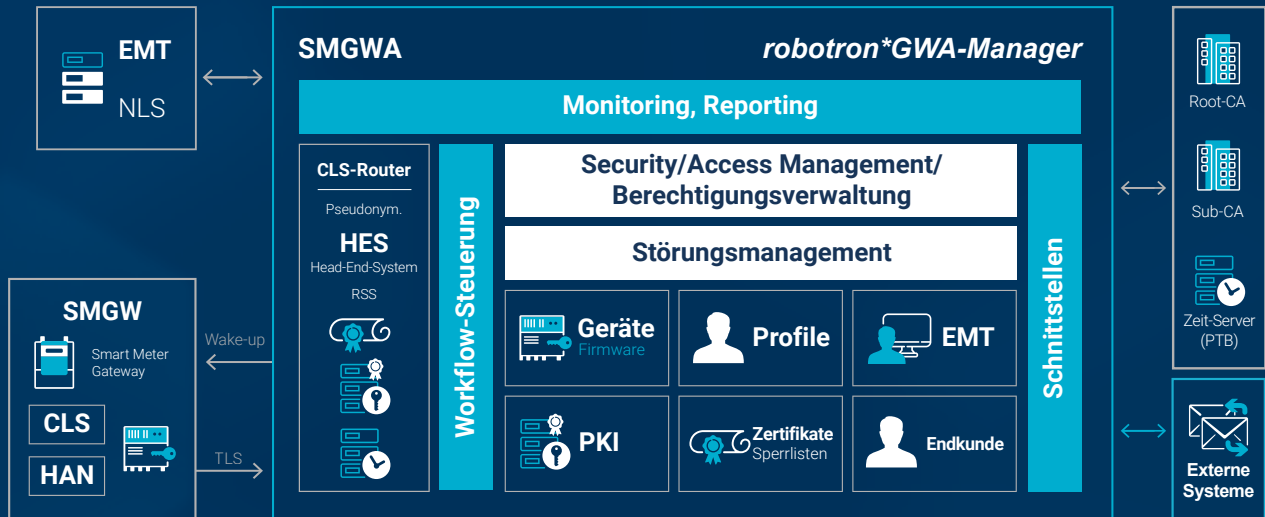 EMT
NLS
SMGW
Smart Meter
Gateway
CLS
HAN
Wake-up
TLS
SMGWA
robotron*GWA-Manager
Monitoring, Reporting
CLS-Router
Pseudonym.
HES
Head-End-System
RSS
Workflow-Steuerung
Security/Access Management/
Berechtigungsverwaltung
Störungsmanagement
Geräte
Firmware
Profile
EMT
PKI
Zertifikate
Sperrlisten
Endkunde
Schnittstellen
Root-CA
Sub-CA
Zeit-Server
(PTB)
Externe
Systeme